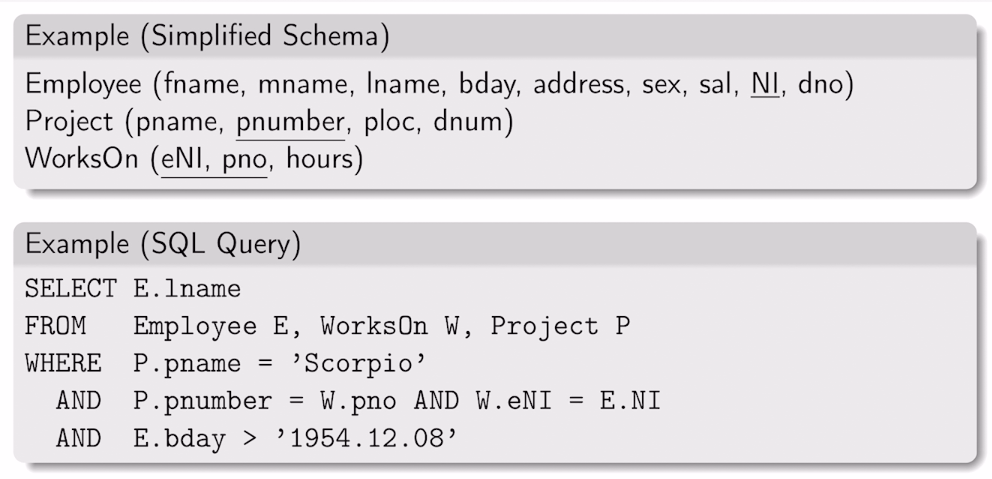 Example (Simplified Schema)
Employee (fname, mname, lname, bday, address, sex, sal, NI, dno)
Project (pname, pnumber, ploc, dnum)
WorksOn (eNI, pno, hours)
Example (SQL Query)
SELECT E.lname
FROM Employee E, WorksOn W, Project P
WHERE P.pname = ’Scorpio’
AND P.pnumber = W.pno AND W.eNI = E.NI
AND E.bday > ’1954.12.08’